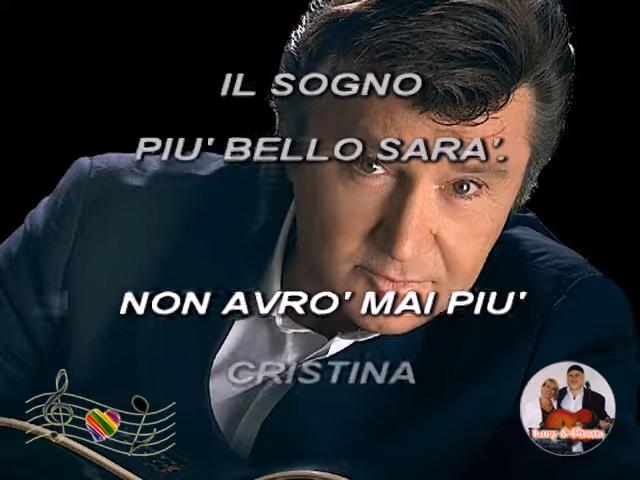 IL SOGNO
PIU' BELLO SARA'.
NON AVRO' MAI PIU'
CRISTINA